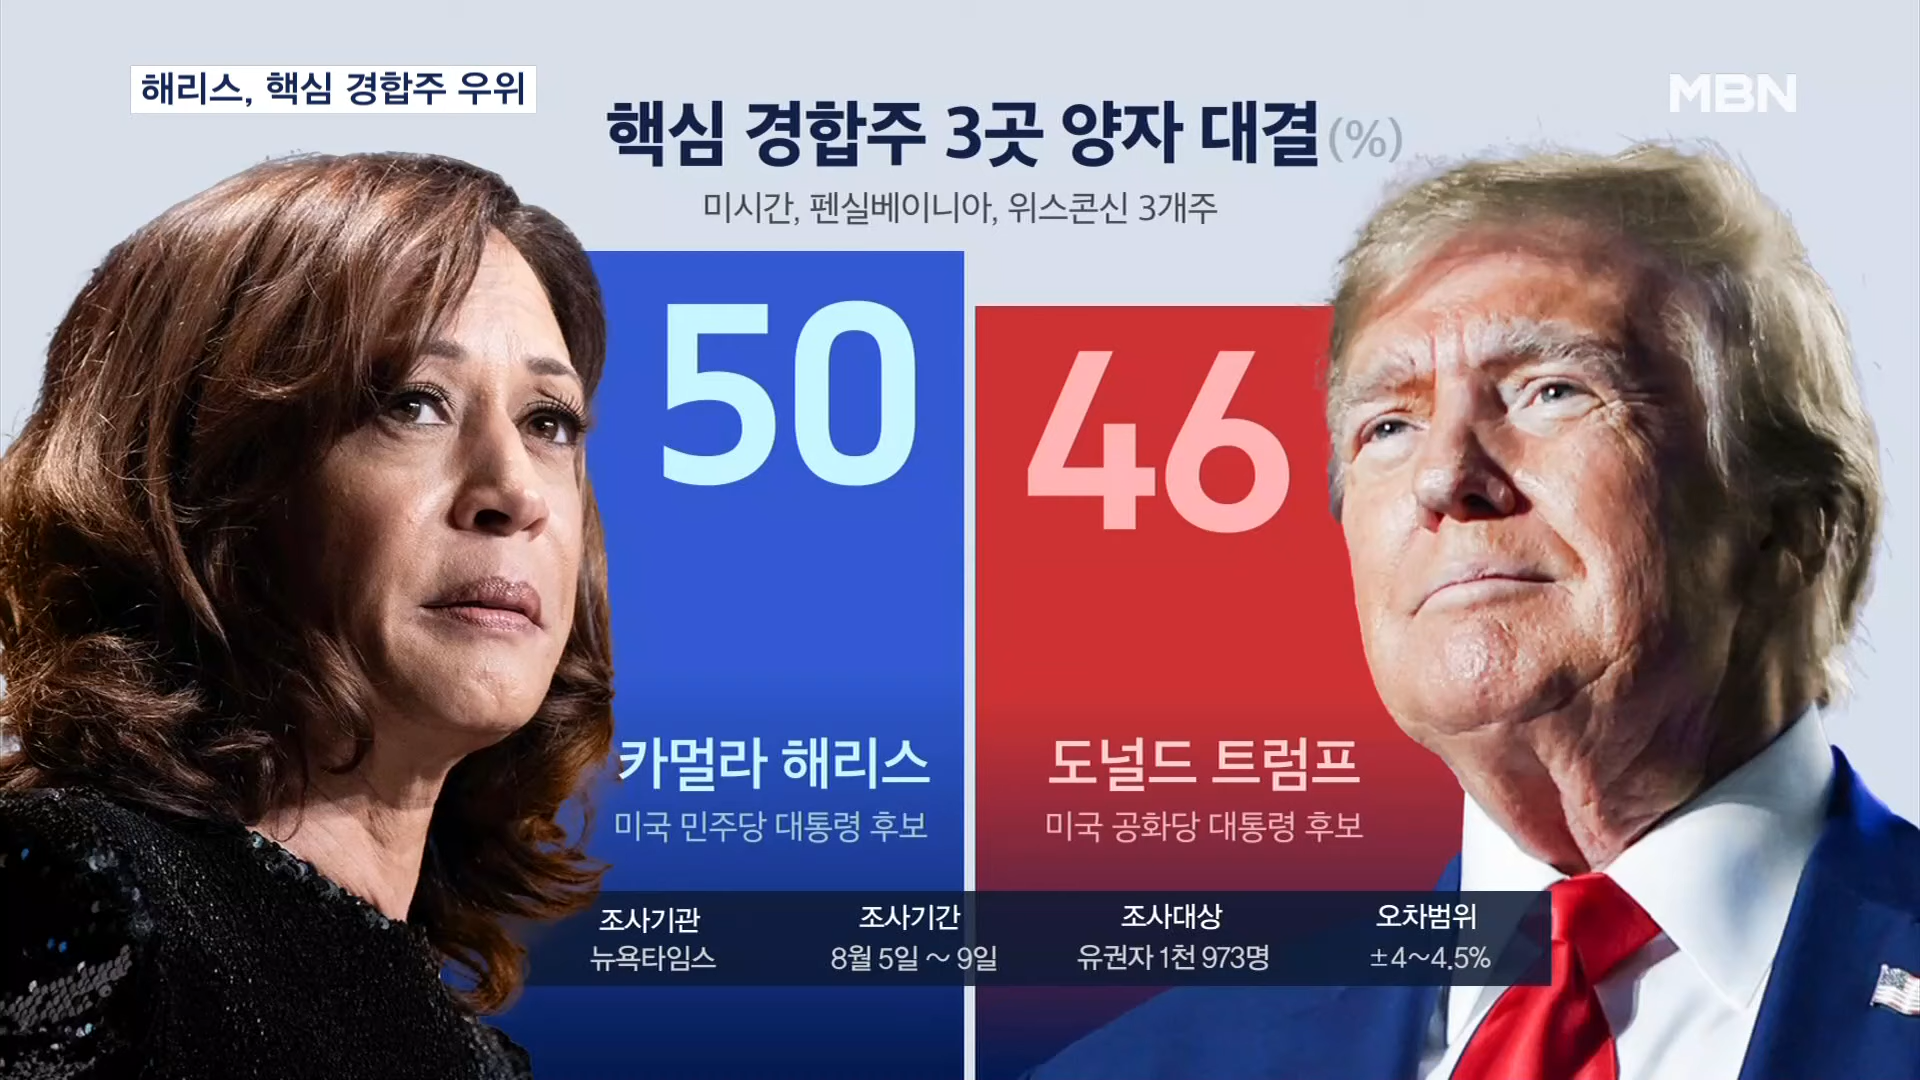 해리스, 핵심 경합주 우위
MBN
핵심 경합주 3곳 양자 대결(%)
미시간, 펜실베이니아, 위스콘신 3개주
50
46
카멀라 해리스
도널드 트럼프
미국 민주당 대통령 후보
미국 공화당 대통령 후보
조사기관 조사기간 조사대상 오차범위
뉴욕타임스 8월 5일 ~ 9일 유권자 1천 973명 ±4~4.5%